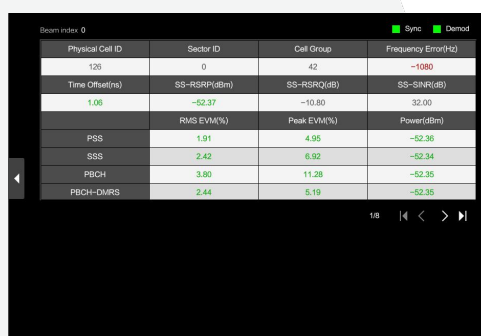 Beam index 0 Sync Demod
Physical Cell ID Sector ID Cell Group Frequency Error(Hz)
126 0 42 −1080
Time Offset(ns) SS−RSRP(dBm) SS−RSRQ(dB) SS−SINR(dB)
1.06 −52.37 −10.80 32.00
RMS EVM(%) Peak EVM(%) Power(dBm)
PSS 1.91 4.95 −52.36
SSS 2.42 6.92 −52.34
PBCH 3.80 11.28 −52.35
PBCH−DMRS 2.44 5.19 −52.35
1/8